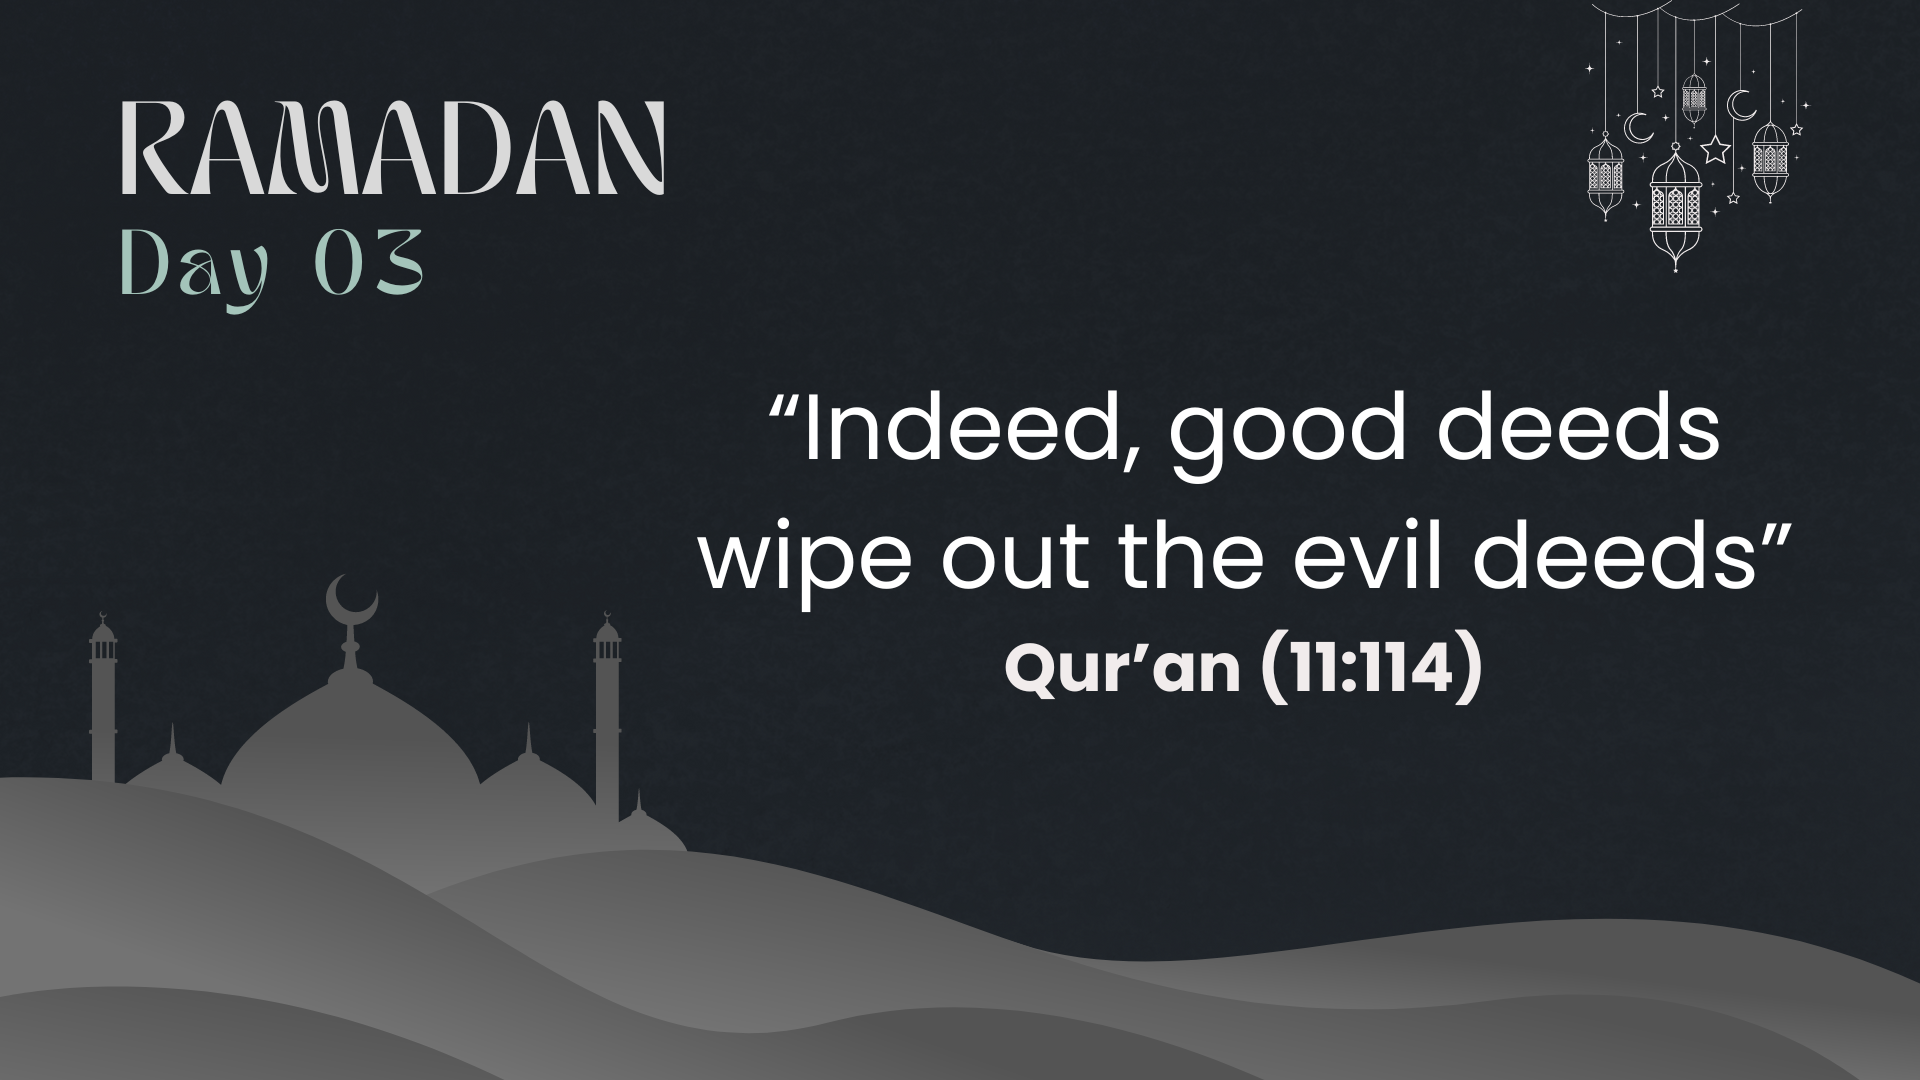 RAMADAN
Day 03
“Indeed, good deeds
wipe out the evil deeds”
Qur’an (11:114)